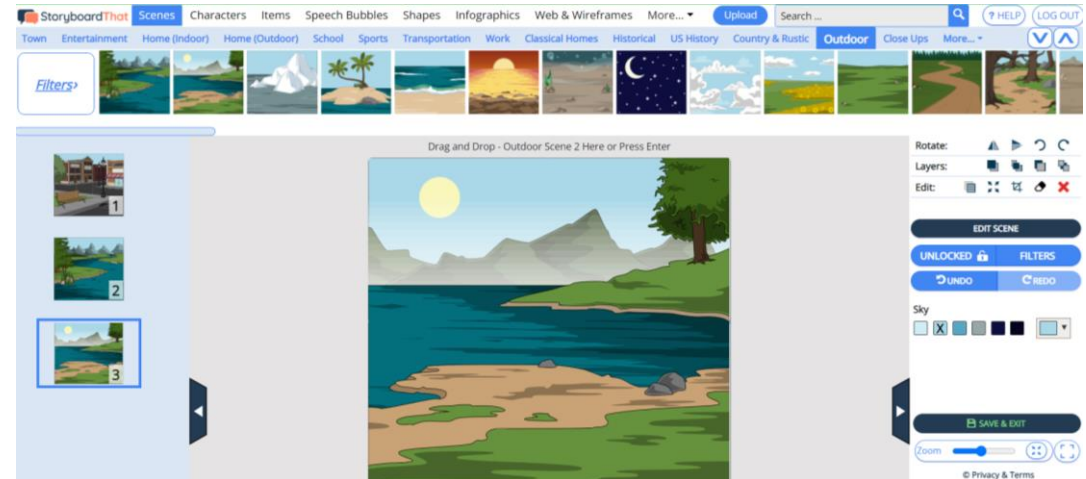 StoryboardThat Scenes Characters Items Speech Bubbles Shapes Infographics Web & Wireframes More... Upload Search ... ? HELP LOG OUT
Town Entertainment Home (Indoor) Home (Outdoor) School Sports Transportation Work Classical Homes Historical US History Country & Rustic Outdoor Close Ups More...
Filters›
Drag and Drop - Outdoor Scene 2 Here or Press Enter
1
2
3
Rotate:
Layers:
Edit:
EDIT SCENE
UNLOCKED FILTERS
UNDO REDO
Sky
X
SAVE & EXIT
Zoom
© Privacy & Terms